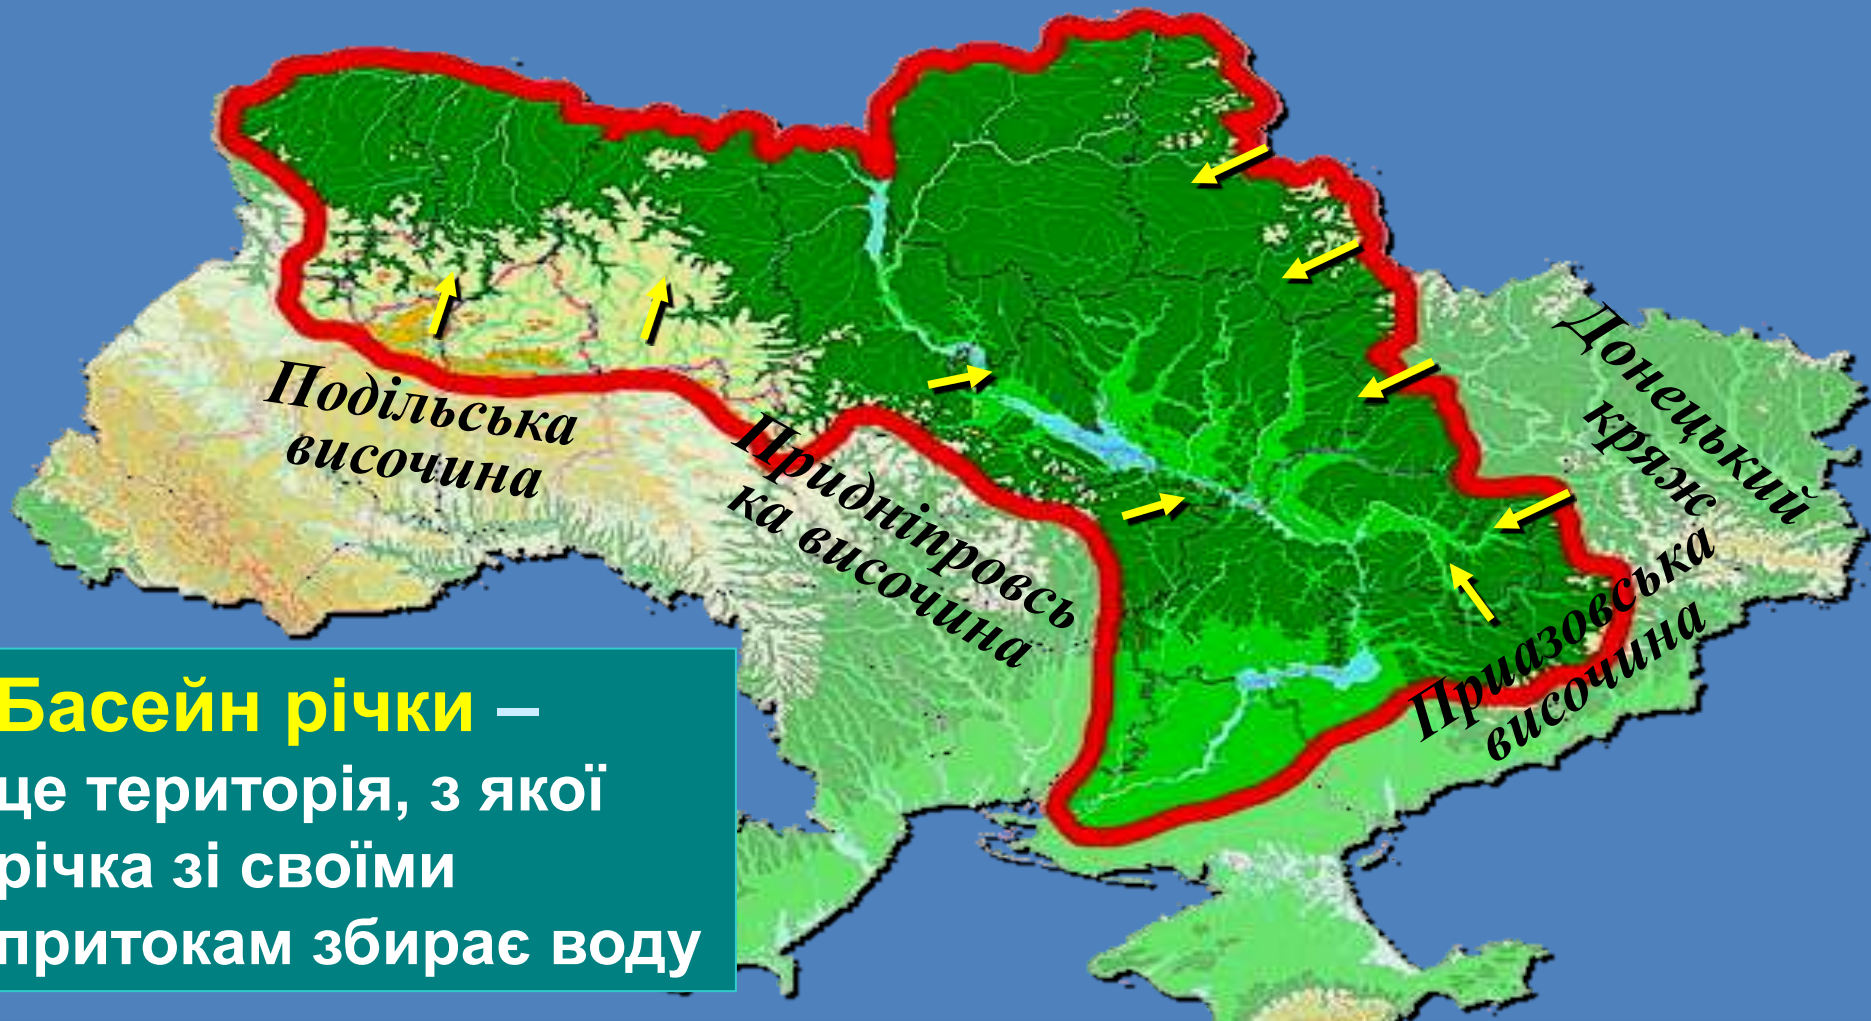 Подільська
височина
Придніпровсь
ка височина
Донецький
кряж
Приазовська
височина
Басейн річки –
це територія, з якої
річка зі своїми
притокам збирає воду